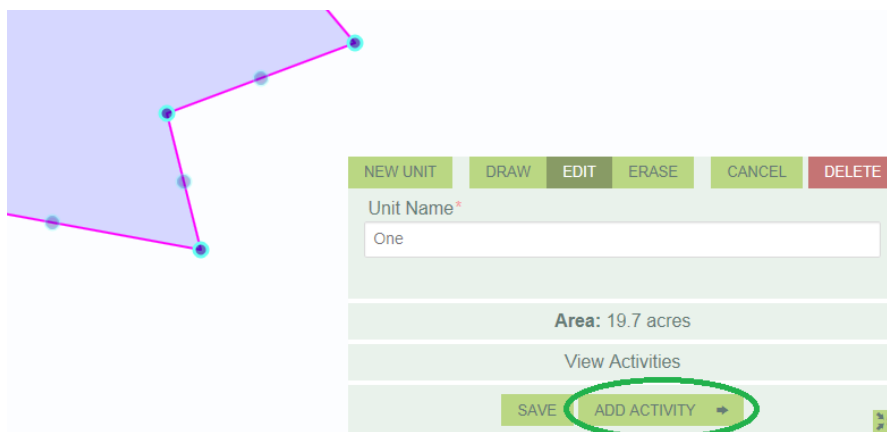 NEW UNIT DRAW EDIT ERASE CANCEL DELETE
Unit Name*
One
Area: 19.7 acres
View Activities
SAVE ADD ACTIVITY